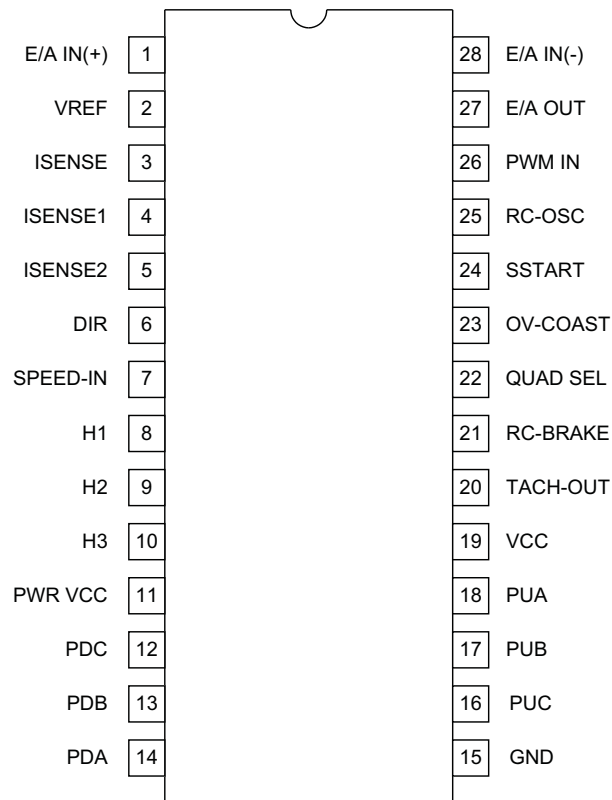 E/A IN(+) 1 28 E/A IN(-)
VREF 2 27 E/A OUT
ISENSE 3 26 PWM IN
ISENSE1 4 25 RC-OSC
ISENSE2 5 24 SSTART
DIR 6 23 OV-COAST
SPEED-IN 7 22 QUAD SEL
H1 8 21 RC-BRAKE
H2 9 20 TACH-OUT
H3 10 19 VCC
PWR VCC 11 18 PUA
PDC 12 17 PUB
PDB 13 16 PUC
PDA 14 15 GND